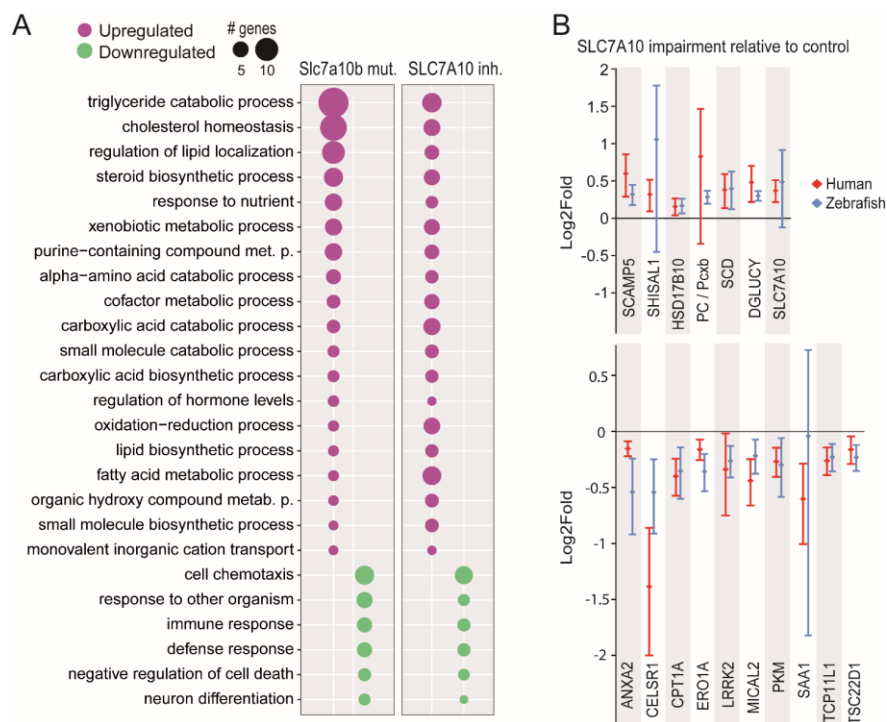 A
Upregulated
Downregulated
# genes
5 10
Slc7a10b mut. SLC7A10 inh.
triglyceride catabolic process
cholesterol homeostasis
regulation of lipid localization
steroid biosynthetic process
response to nutrient
xenobiotic metabolic process
purine−containing compound met. p.
alpha−amino acid catabolic process
cofactor metabolic process
carboxylic acid catabolic process
small molecule catabolic process
carboxylic acid biosynthetic process
regulation of hormone levels
oxidation−reduction process
lipid biosynthetic process
fatty acid metabolic process
organic hydroxy compound metab. p.
small molecule biosynthetic process
monovalent inorganic cation transport
cell chemotaxis
response to other organism
immune response
defense response
negative regulation of cell death
neuron differentiation
B
SLC7A10 impairment relative to control
Log2Fold
2
1.5
1
0.5
0
-0.5
-1
SCAMP5
SHISAL1
HSD17B10
PC / Pcxb
SCD
DGLUCY
SLC7A10
Human
Zebrafish
Log2Fold
0.5
0
-0.5
-1
-1.5
-2
ANXA2
CELSR1
CPT1A
ERO1A
LRRK2
MICAL2
PKM
SAA1
TCP11L1
TSC22D1